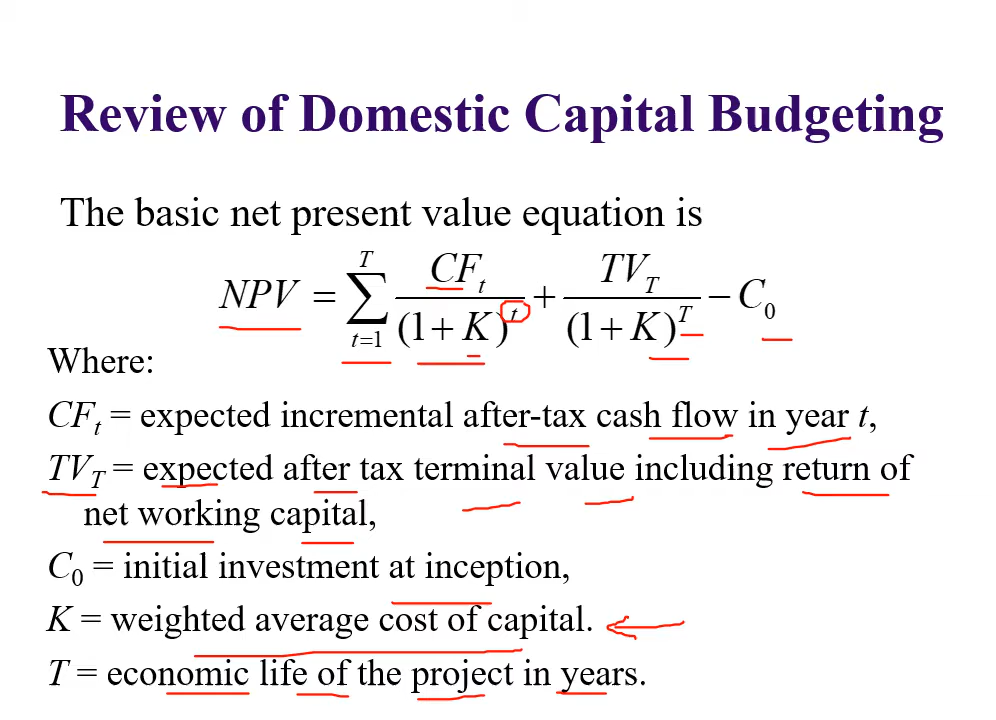 Review of Domestic Capital Budgeting
The basic net present value equation is
NPV = \sum_{t=1}^{T} \frac{CF_t}{(1+K)^t} + \frac{TV_T}{(1+K)^T} - C_0
Where:
CF_t = expected incremental after-tax cash flow in year t,
TV_T = expected after tax terminal value including return of
net working capital,
C_0 = initial investment at inception,
K = weighted average cost of capital.
T = economic life of the project in years.